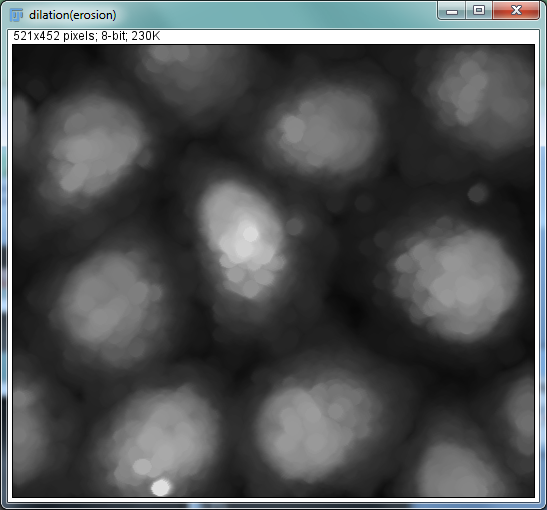 dilation(erosion)
521x452 pixels; 8-bit; 230K